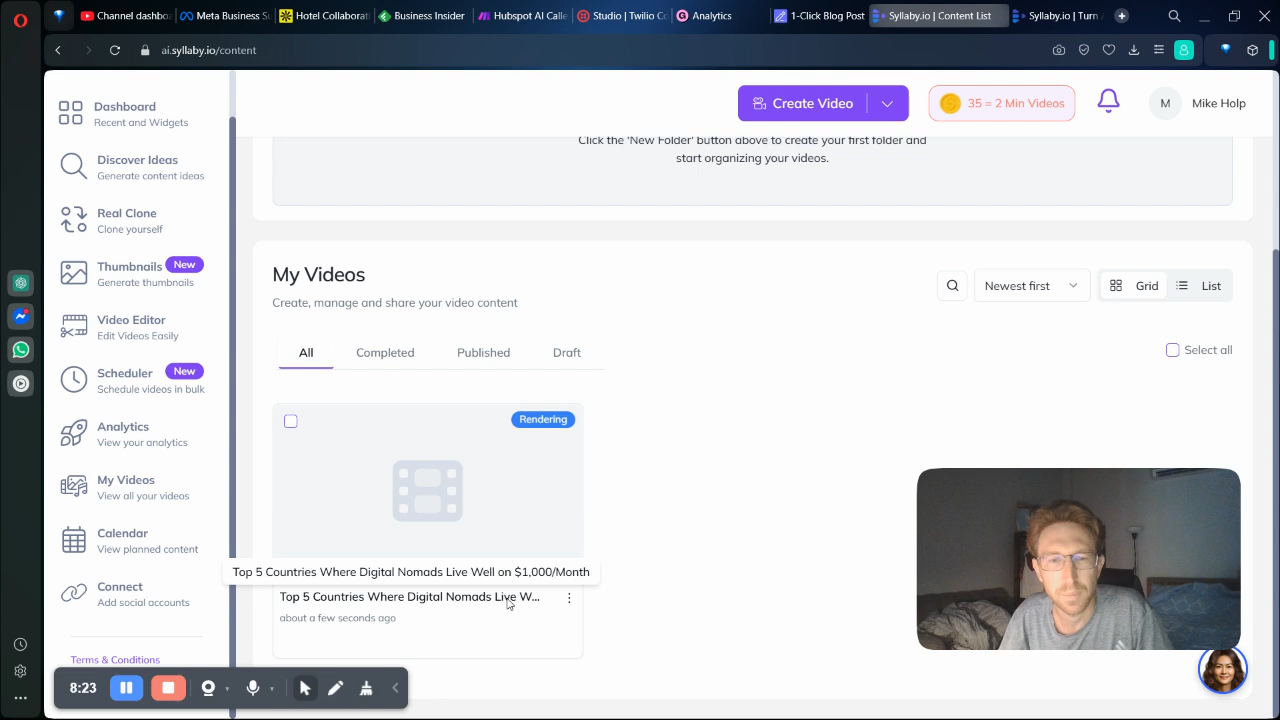 Channel dashbo
Meta Business Su
Hotel Collaborati
Business Insider
Hubspot AI Calle
Studio | Twilio Co
Analytics
1-Click Blog Post
Syllaby.io | Content List
Syllaby.io | Turn
ai.syllaby.io/content
Dashboard
Recent and Widgets
Discover Ideas
Generate content ideas
Real Clone
Clone yourself
Thumbnails
New
Generate thumbnails
Video Editor
Edit Videos Easily
Scheduler
New
Schedule videos in bulk
Analytics
View your analytics
My Videos
View all your videos
Calendar
View planned content
Connect
Add social accounts
Terms & Conditions
Create Video
35 = 2 Min Videos
M
Mike Holp
Click the 'New Folder' button above to create your first folder and
start organizing your videos.
My Videos
Create, manage and share your video content
Newest first
Grid
List
All
Completed
Published
Draft
Select all
Rendering
Top 5 Countries Where Digital Nomads Live Well on $1,000/Month
Top 5 Countries Where Digital Nomads Live W...
about a few seconds ago
8:23